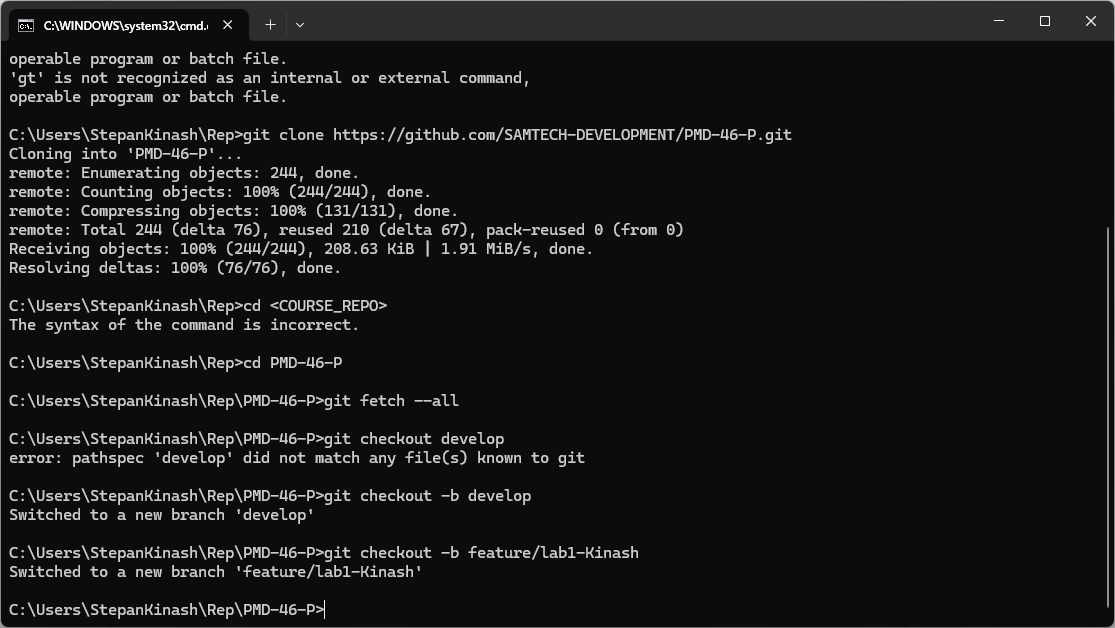 C:\WINDOWS\system32\cmd.
operable program or batch file.
'gt' is not recognized as an internal or external command,
operable program or batch file.
C:\Users\StepanKinash\Rep>git clone https://github.com/SAMTECH-DEVELOPMENT/PMD-46-P.git
Cloning into 'PMD-46-P'...
remote: Enumerating objects: 244, done.
remote: Counting objects: 100% (244/244), done.
remote: Compressing objects: 100% (131/131), done.
remote: Total 244 (delta 76), reused 210 (delta 67), pack-reused 0 (from 0)
Receiving objects: 100% (244/244), 208.63 KiB | 1.91 MiB/s, done.
Resolving deltas: 100% (76/76), done.
C:\Users\StepanKinash\Rep>cd <COURSE_REPO>
The syntax of the command is incorrect.
C:\Users\StepanKinash\Rep>cd PMD-46-P
C:\Users\StepanKinash\Rep\PMD-46-P>git fetch --all
C:\Users\StepanKinash\Rep\PMD-46-P>git checkout develop
error: pathspec 'develop' did not match any file(s) known to git
C:\Users\StepanKinash\Rep\PMD-46-P>git checkout -b develop
Switched to a new branch 'develop'
C:\Users\StepanKinash\Rep\PMD-46-P>git checkout -b feature/lab1-Kinash
Switched to a new branch 'feature/lab1-Kinash'
C:\Users\StepanKinash\Rep\PMD-46-P>